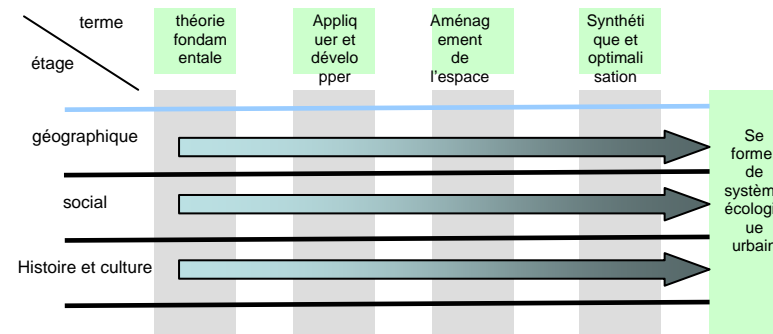 terme
étage
théorie
fondam
entale
Appliq
uer et
dévelo
pper
Aménag
ement
de
l'espace
Synthéti
que et
optimali
sation
géographique
social
Histoire et culture
Se
forme
de
systèm
écologi
ue
urbain